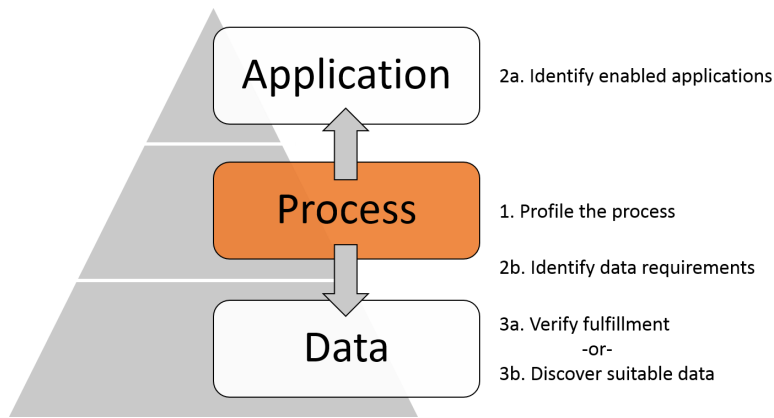 Application
2a. Identify enabled applications
Process
1. Profile the process
2b. Identify data requirements
Data
3a. Verify fulfillment
-or-
3b. Discover suitable data